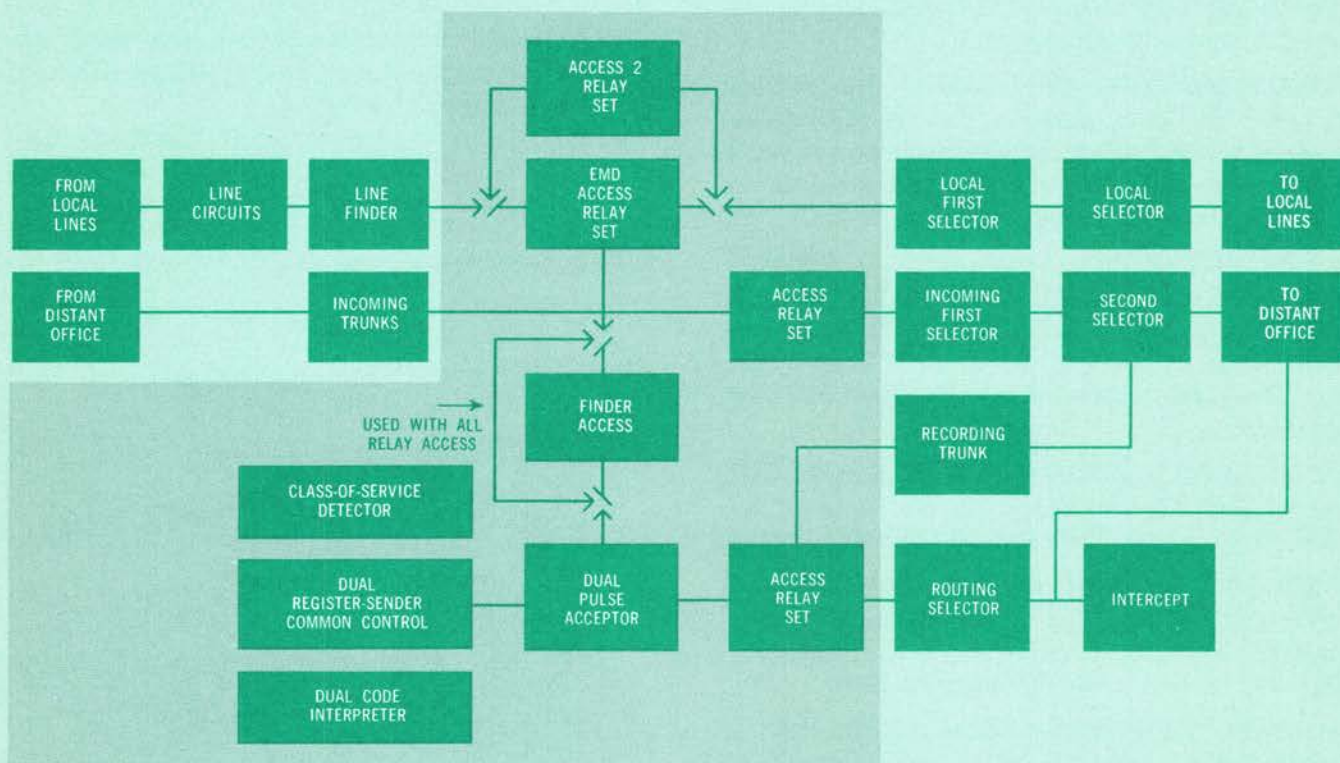 ACCESS 2
RELAY
SET
FROM
LOCAL
LINES
LINE
CIRCUITS
LINE
FINDER
EMD
ACCESS
RELAY
SET
LOCAL
FIRST
SELECTOR
LOCAL
SELECTOR
TO
LOCAL
LINES
FROM
DISTANT
OFFICE
INCOMING
TRUNKS
ACCESS
RELAY
SET
INCOMING
FIRST
SELECTOR
SECOND
SELECTOR
TO
DISTANT
OFFICE
USED WITH ALL
RELAY ACCESS
FINDER
ACCESS
RECORDING
TRUNK
CLASS-OF-SERVICE
DETECTOR
DUAL
REGISTER-SENDER
COMMON CONTROL
DUAL
PULSE
ACCEPTOR
ACCESS
RELAY
SET
ROUTING
SELECTOR
INTERCEPT
DUAL CODE
INTERPRETER